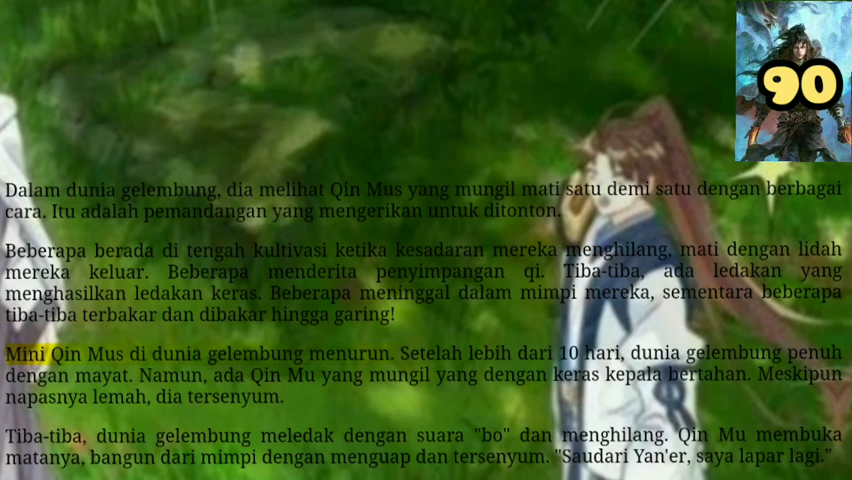 90
Dalam dunia gelembung, dia melihat Qin Mus yang mungil mati satu demi satu dengan berbagai
cara. Itu adalah pemandangan yang mengerikan untuk ditonton.
Beberapa berada di tengah kultivasi ketika kesadaran mereka menghilang, mati dengan lidah
mereka keluar. Beberapa menderita penyimpangan qi. Tiba-tiba, ada ledakan yang
menghasilkan ledakan keras. Beberapa meninggal dalam mimpi mereka, sementara beberapa
tiba-tiba terbakar dan dibakar hingga garing!
Mini Qin Mus di dunia gelembung menurun. Setelah lebih dari 10 hari, dunia gelembung penuh
dengan mayat. Namun, ada Qin Mu yang mungil yang dengan keras kepala bertahan. Meskipun
napasnya lemah, dia tersenyum.
Tiba-tiba, dunia gelembung meledak dengan suara "bo" dan menghilang. Qin Mu membuka
matanya, bangun dari mimpi dengan menguap dan tersenyum. "Saudari Yan'er, saya lapar lagi."